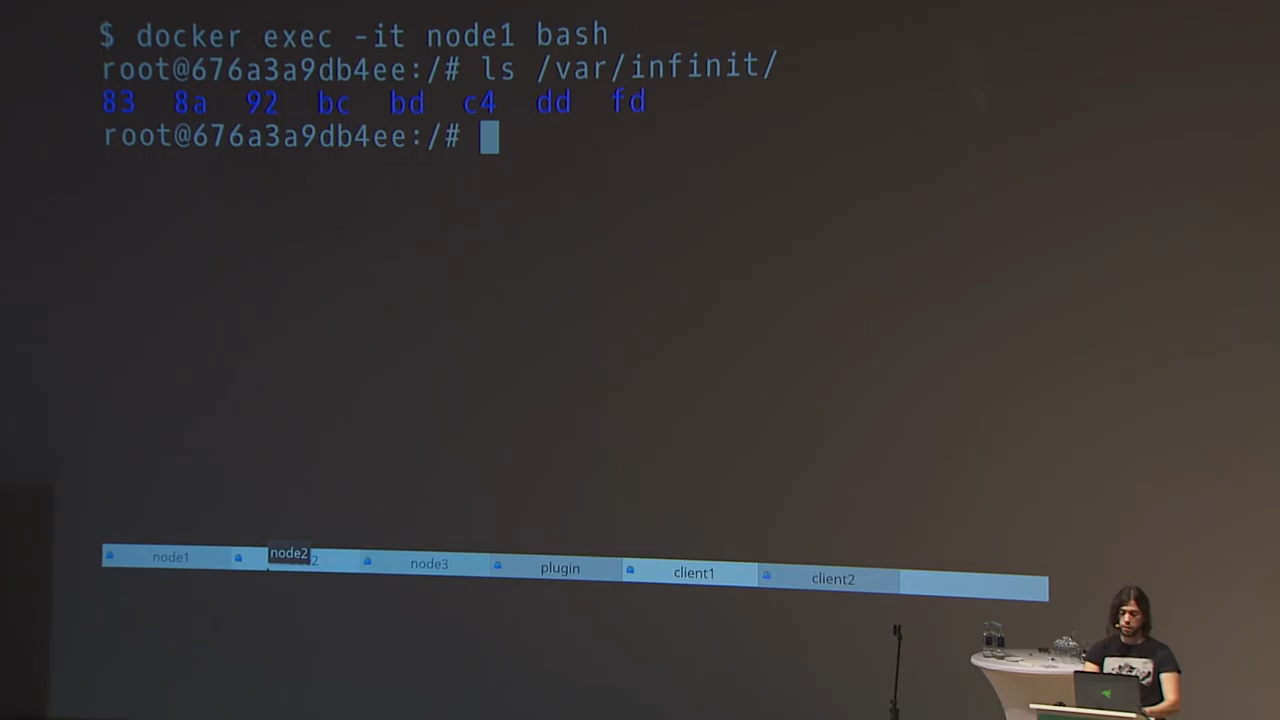 $ docker exec -it node1 bash
root@676a3a9db4ee:/# ls /var/infinit/
83 8a 92 bc bd c4 dd fd
root@676a3a9db4ee:/#
node1 node2 node3 plugin client1 client2